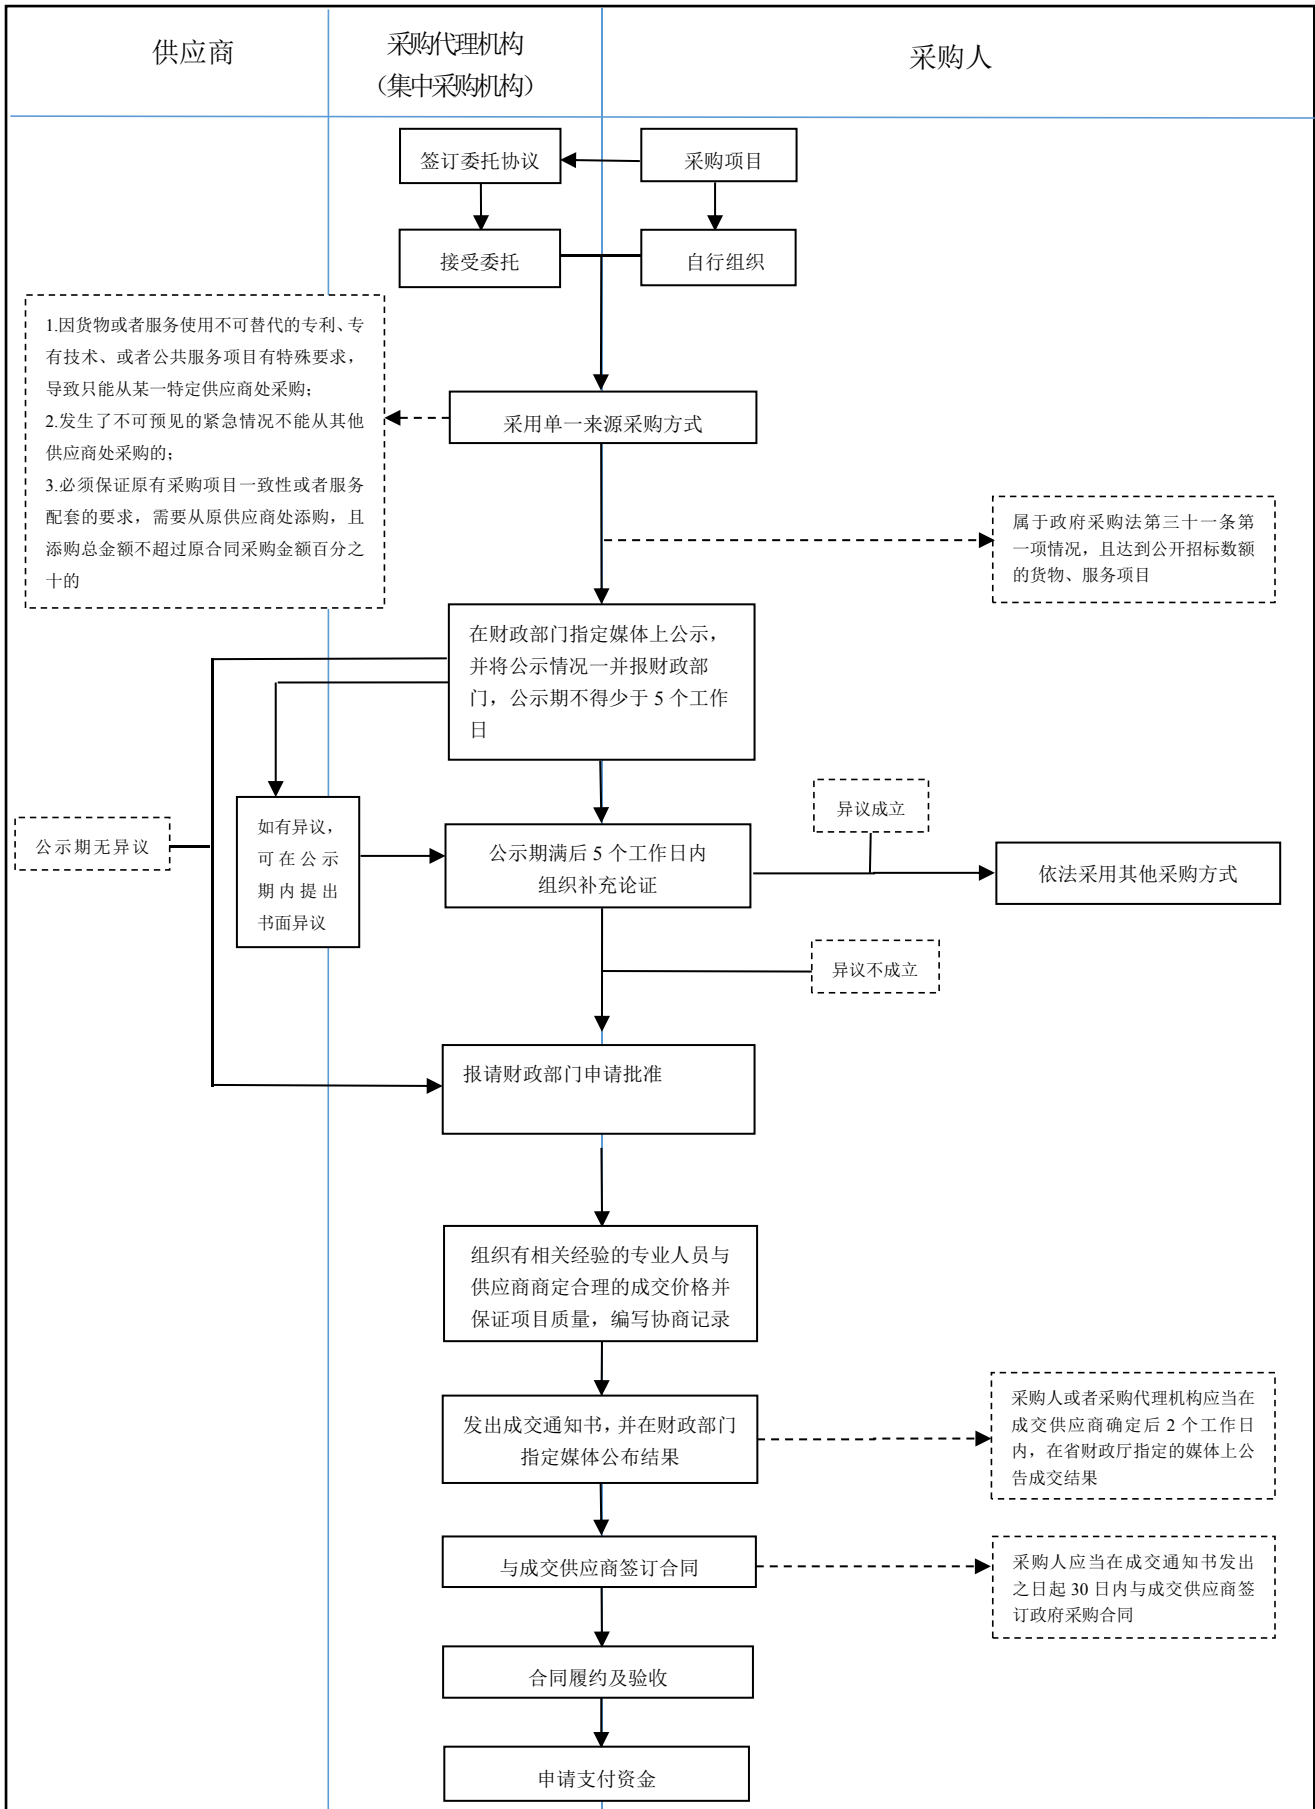 供应商
采购代理机构
（集中采购机构）
采购人
签订委托协议
采购项目
接受委托
自行组织
1.因货物或者服务使用不可替代的专利、专
有技术、或者公共服务项目有特殊要求，
导致只能从某一特定供应商处采购；
2.发生了不可预见的紧急情况不能从其他
供应商处采购的；
3.必须保证原有采购项目一致性或者服务
配套的要求，需要从原供应商处添购，且
添购总金额不超过原合同采购金额百分之
十的
采用单一来源采购方式
属于政府采购法第三十一条第
一项情况，且达到公开招标数额
的货物、服务项目
在财政部门指定媒体上公示，
并将公示情况一并报财政部
门，公示期不得少于 5 个工作
日
公示期无异议
如有异议，
可在公示
期内提出
书面异议
公示期满后 5 个工作日内
组织补充论证
异议成立
依法采用其他采购方式
异议不成立
报请财政部门申请批准
组织有相关经验的专业人员与
供应商商定合理的成交价格并
保证项目质量，编写协商记录
发出成交通知书，并在财政部门
指定媒体公布结果
采购人或者采购代理机构应当在
成交供应商确定后 2 个工作日
内，在省财政厅指定的媒体上公
告成交结果
与成交供应商签订合同
采购人应当在成交通知书发出
之日起 30 日内与成交供应商签
订政府采购合同
合同履约及验收
申请支付资金